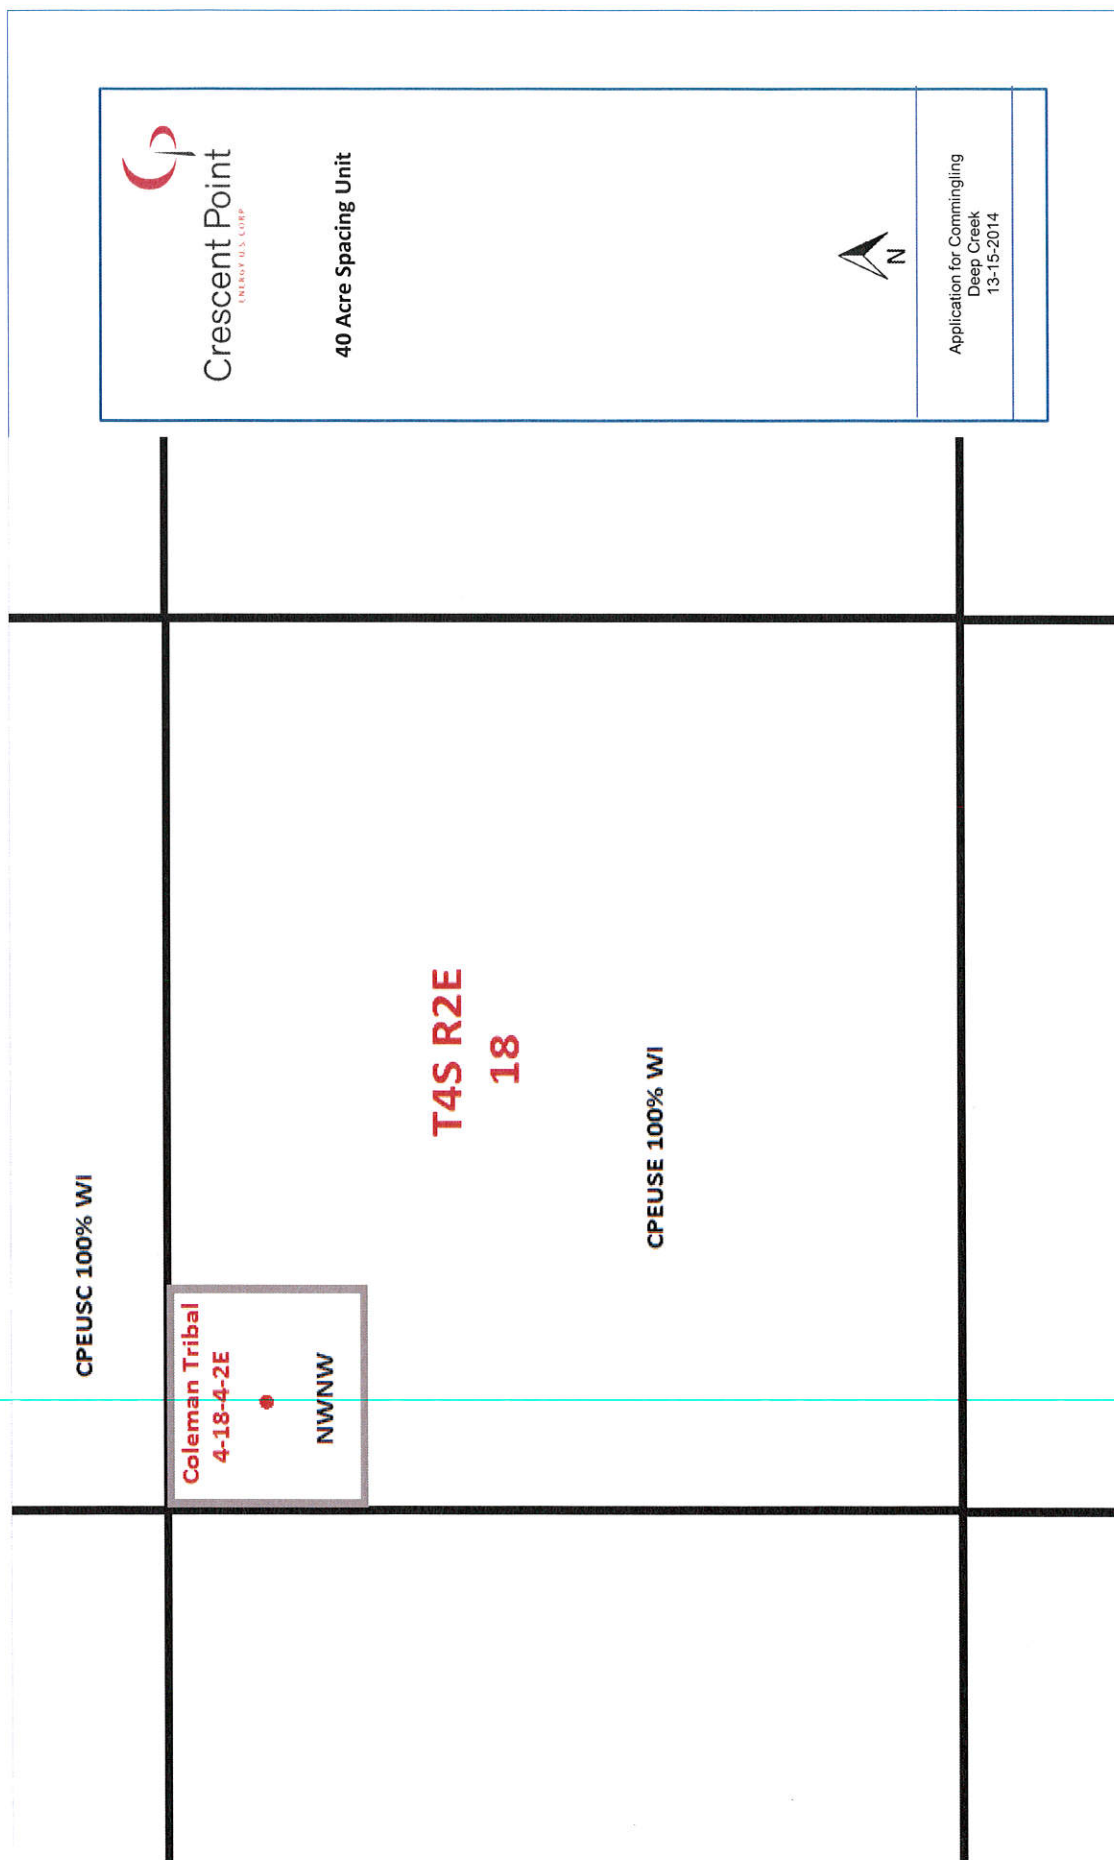 CPEUSC 100% WI
Coleman Tribal
4-18-4-2E
NWNW
T4S R2E
18
CPEUSE 100% WI
Crescent Point
ENERGY U.S. CORP
40 Acre Spacing Unit
N
Application for Commingling
Deep Creek
13-15-2014